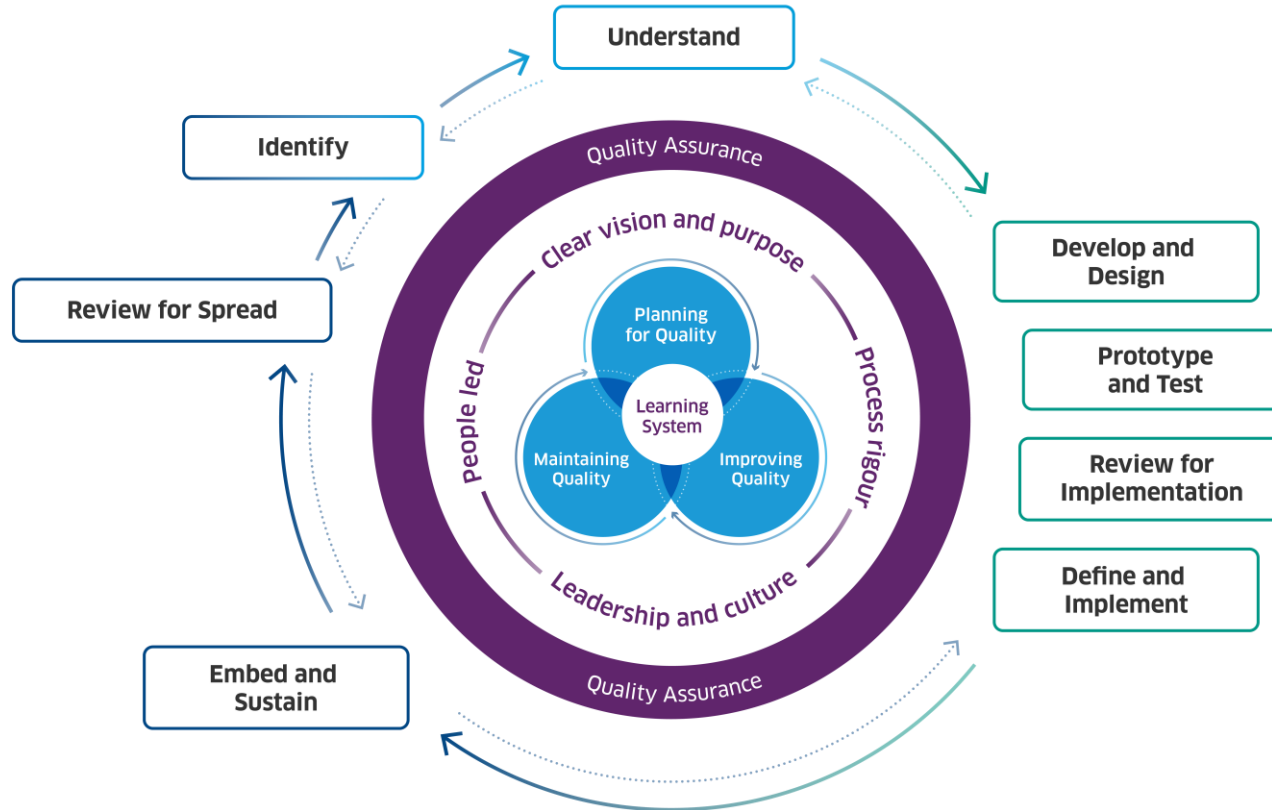 Understand
Identify
Quality Assurance
Clear vision and purpose
Develop and
Design
Review for Spread
Planning
for Quality
Prototype
and Test
People led
Learning
System
Process rigour
Maintaining
Quality
Improving
Quality
Review for
Implementation
Leadership and culture
Define and
Implement
Embed and
Sustain
Quality Assurance